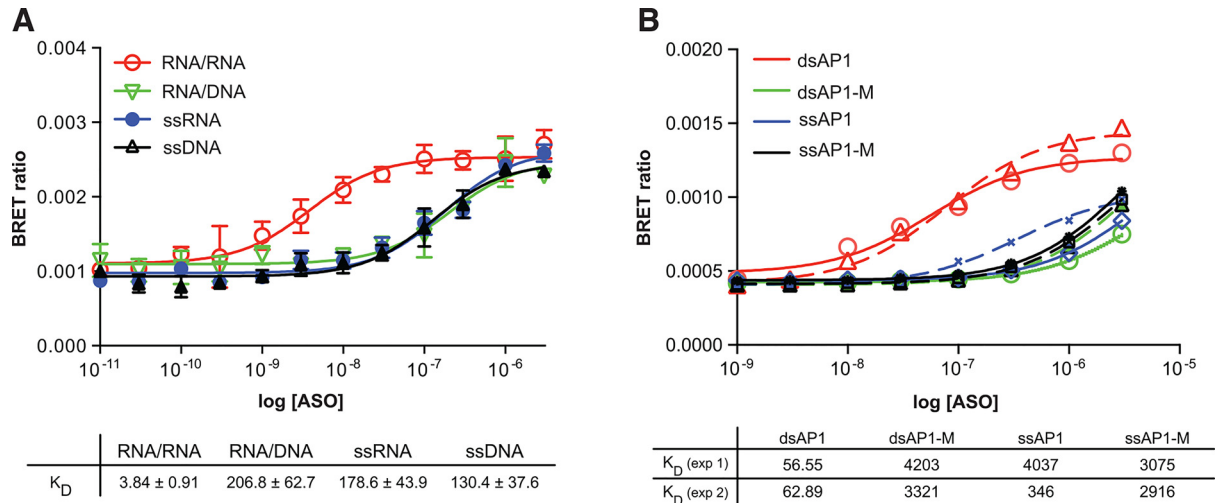 A
BRET ratio
0.004
0.003
0.002
0.001
0.000
RNA/RNA
RNA/DNA
ssRNA
ssDNA
10-11 10-10 10-9 10-8 10-7 10-6
log [ASO]
RNA/RNA RNA/DNA ssRNA ssDNA
KD 3.84 ± 0.91 206.8 ± 62.7 178.6 ± 43.9 130.4 ± 37.6
B
BRET ratio
0.0020
0.0015
0.0010
0.0005
0.0000
dsAP1
dsAP1-M
ssAP1
ssAP1-M
10-9 10-8 10-7 10-6 10-5
log [ASO]
dsAP1 dsAP1-M ssAP1 ssAP1-M
KD (exp 1) 56.55 4203 4037 3075
KD (exp 2) 62.89 3321 346 2916